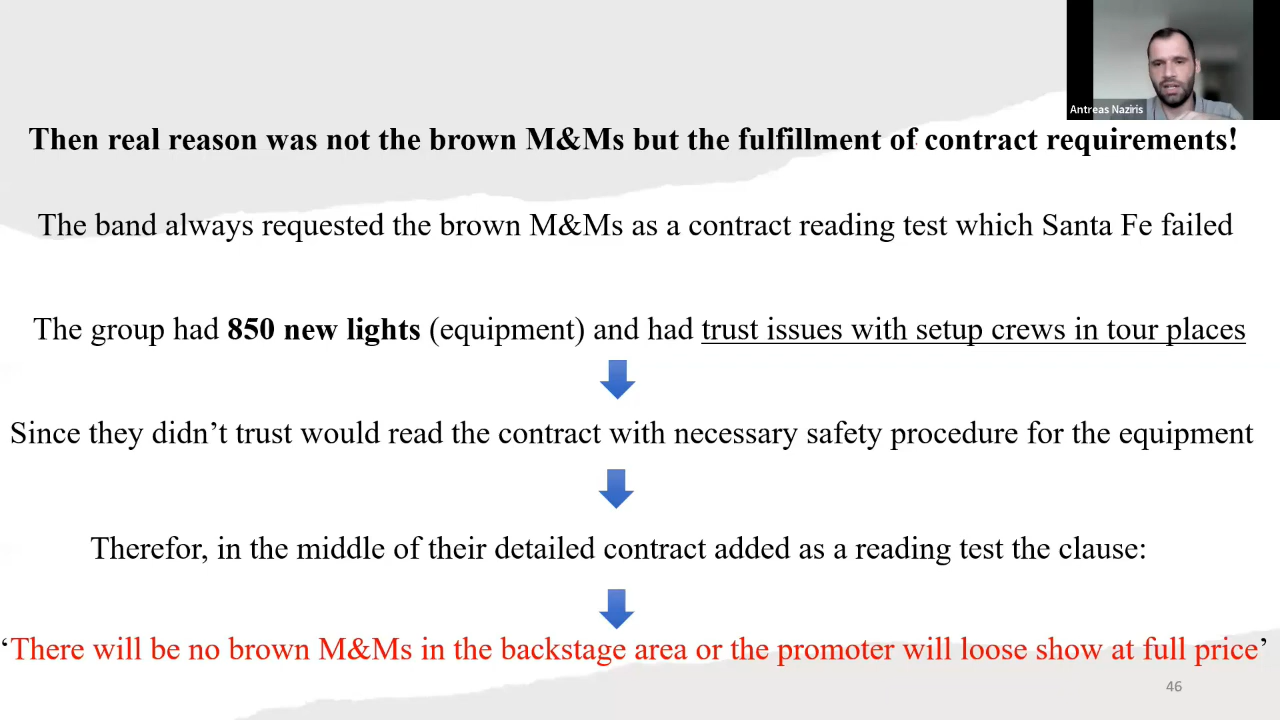 Antreas Naziris
Then real reason was not the brown M&Ms but the fulfillment of contract requirements!
The band always requested the brown M&Ms as a contract reading test which Santa Fe failed
The group had 850 new lights (equipment) and had trust issues with setup crews in tour places
Since they didn’t trust would read the contract with necessary safety procedure for the equipment
Therefor, in the middle of their detailed contract added as a reading test the clause:
‘There will be no brown M&Ms in the backstage area or the promoter will loose show at full price’
46